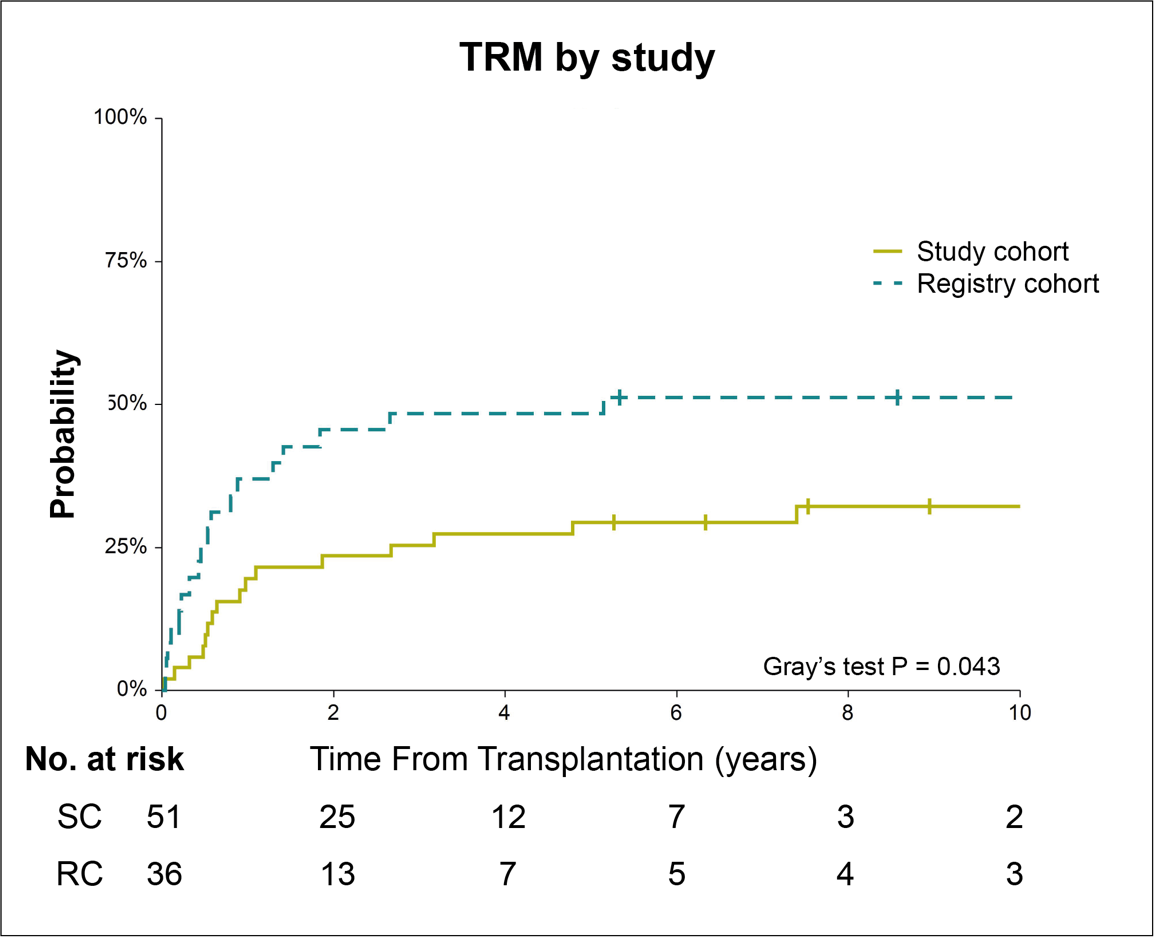 TRM by study
100%
75%
50%
25%
0%
Probability
Study cohort
Registry cohort
Gray’s test P = 0.043
0 2 4 6 8 10
No. at risk Time From Transplantation (years)
SC 51 25 12 7 3 2
RC 36 13 7 5 4 3